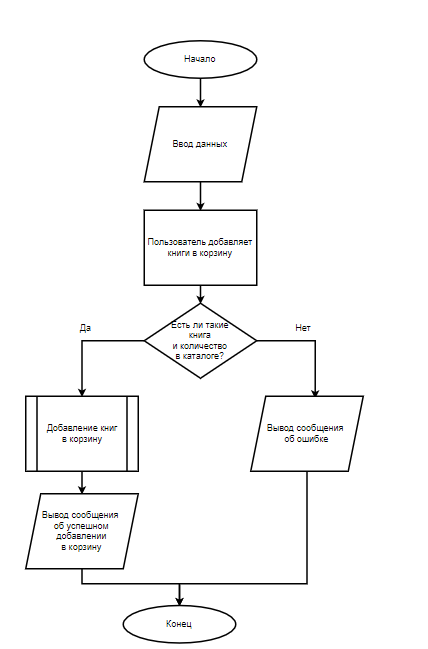 Начало
Ввод данных
Пользователь добавляет
книги в корзину
Есть ли такие
книга
и количество
в каталоге?
Да
Нет
Добавление книг
в корзину
Вывод сообщения
об ошибке
Вывод сообщения
об успешном
добавлении
в корзину
Конец